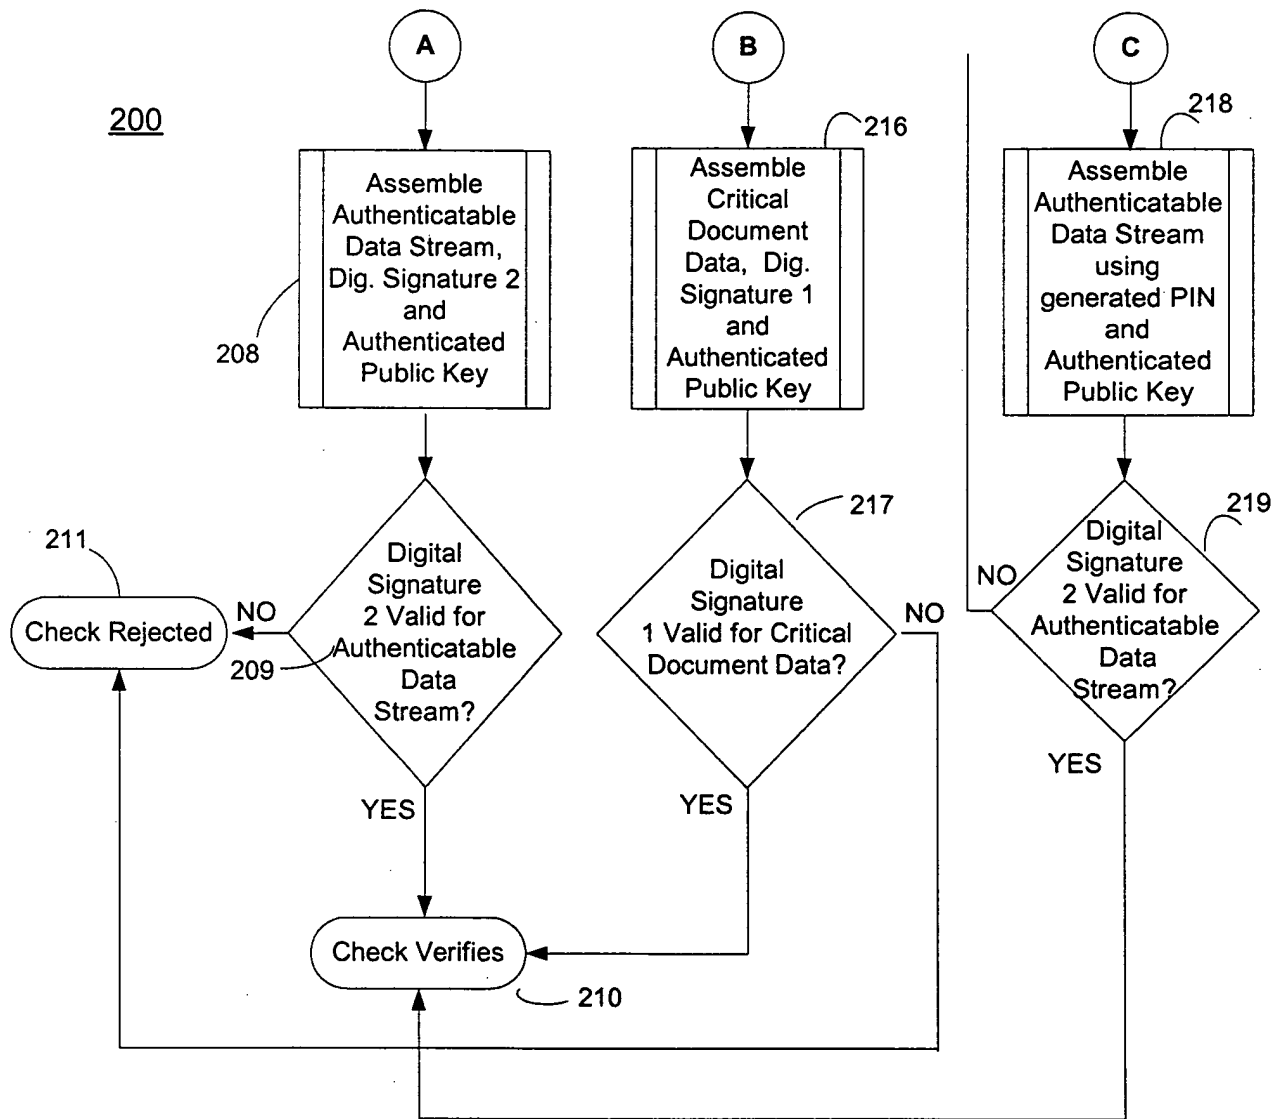 A
B
C
200
216
218
Assemble
Authenticatable
Data Stream,
Dig. Signature 2
and
Authenticated
Public Key
208
Assemble
Critical
Document
Data, Dig.
Signature 1
and
Authenticated
Public Key
Assemble
Authenticatable
Data Stream
using
generated PIN
and
Authenticated
Public Key
211
Check Rejected
NO
Digital
Signature
2 Valid for
Authenticatable
Data
Stream?
209
YES
217
Digital
Signature
1 Valid for Critical
Document Data?
NO
YES
219
NO
Digital
Signature
2 Valid for
Authenticatable
Data
Stream?
YES
Check Verifies
210